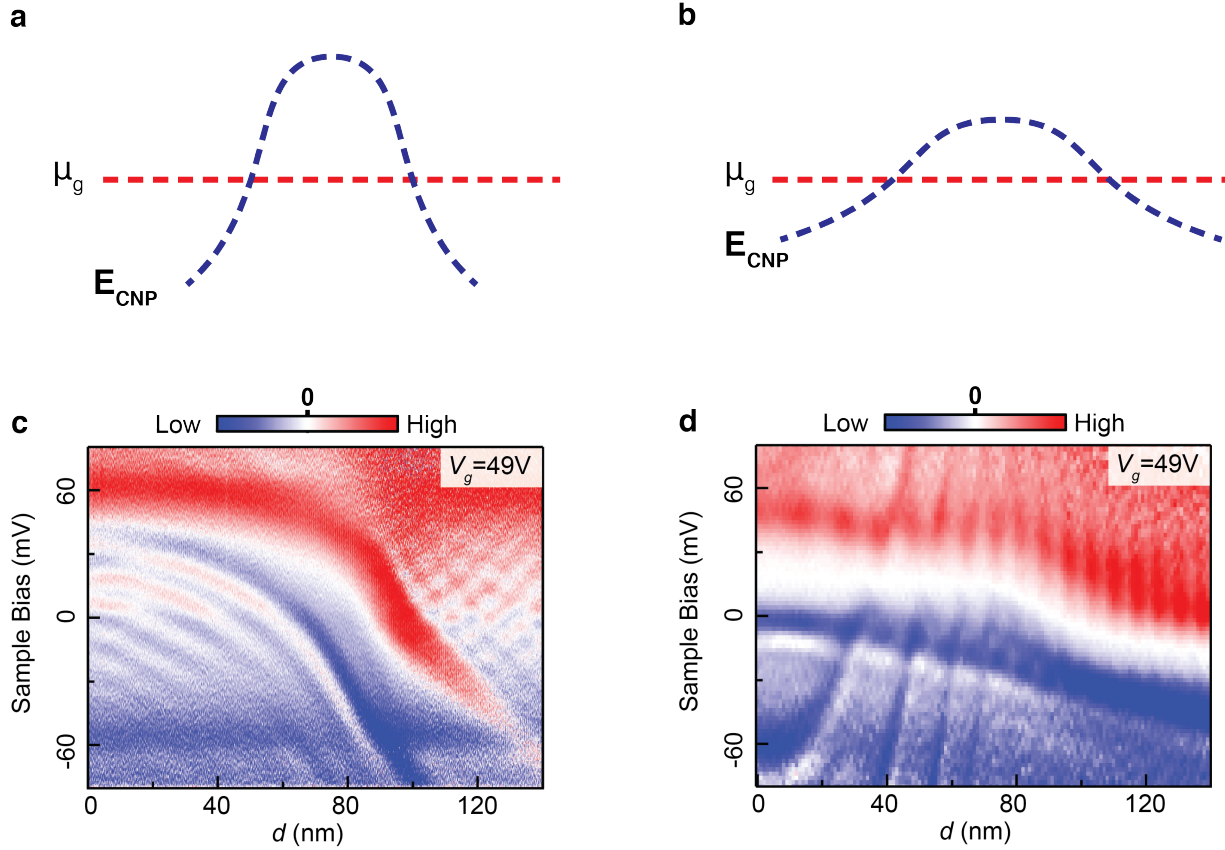 a
b
μg
μg
ECNP
ECNP
c
0
Low
High
d
0
Low
High
Vg=49V
Vg=49V
Sample Bias (mV)
60
0
-60
0
40
80
120
d (nm)
Sample Bias (mV)
60
0
-60
0
40
80
120
d (nm)